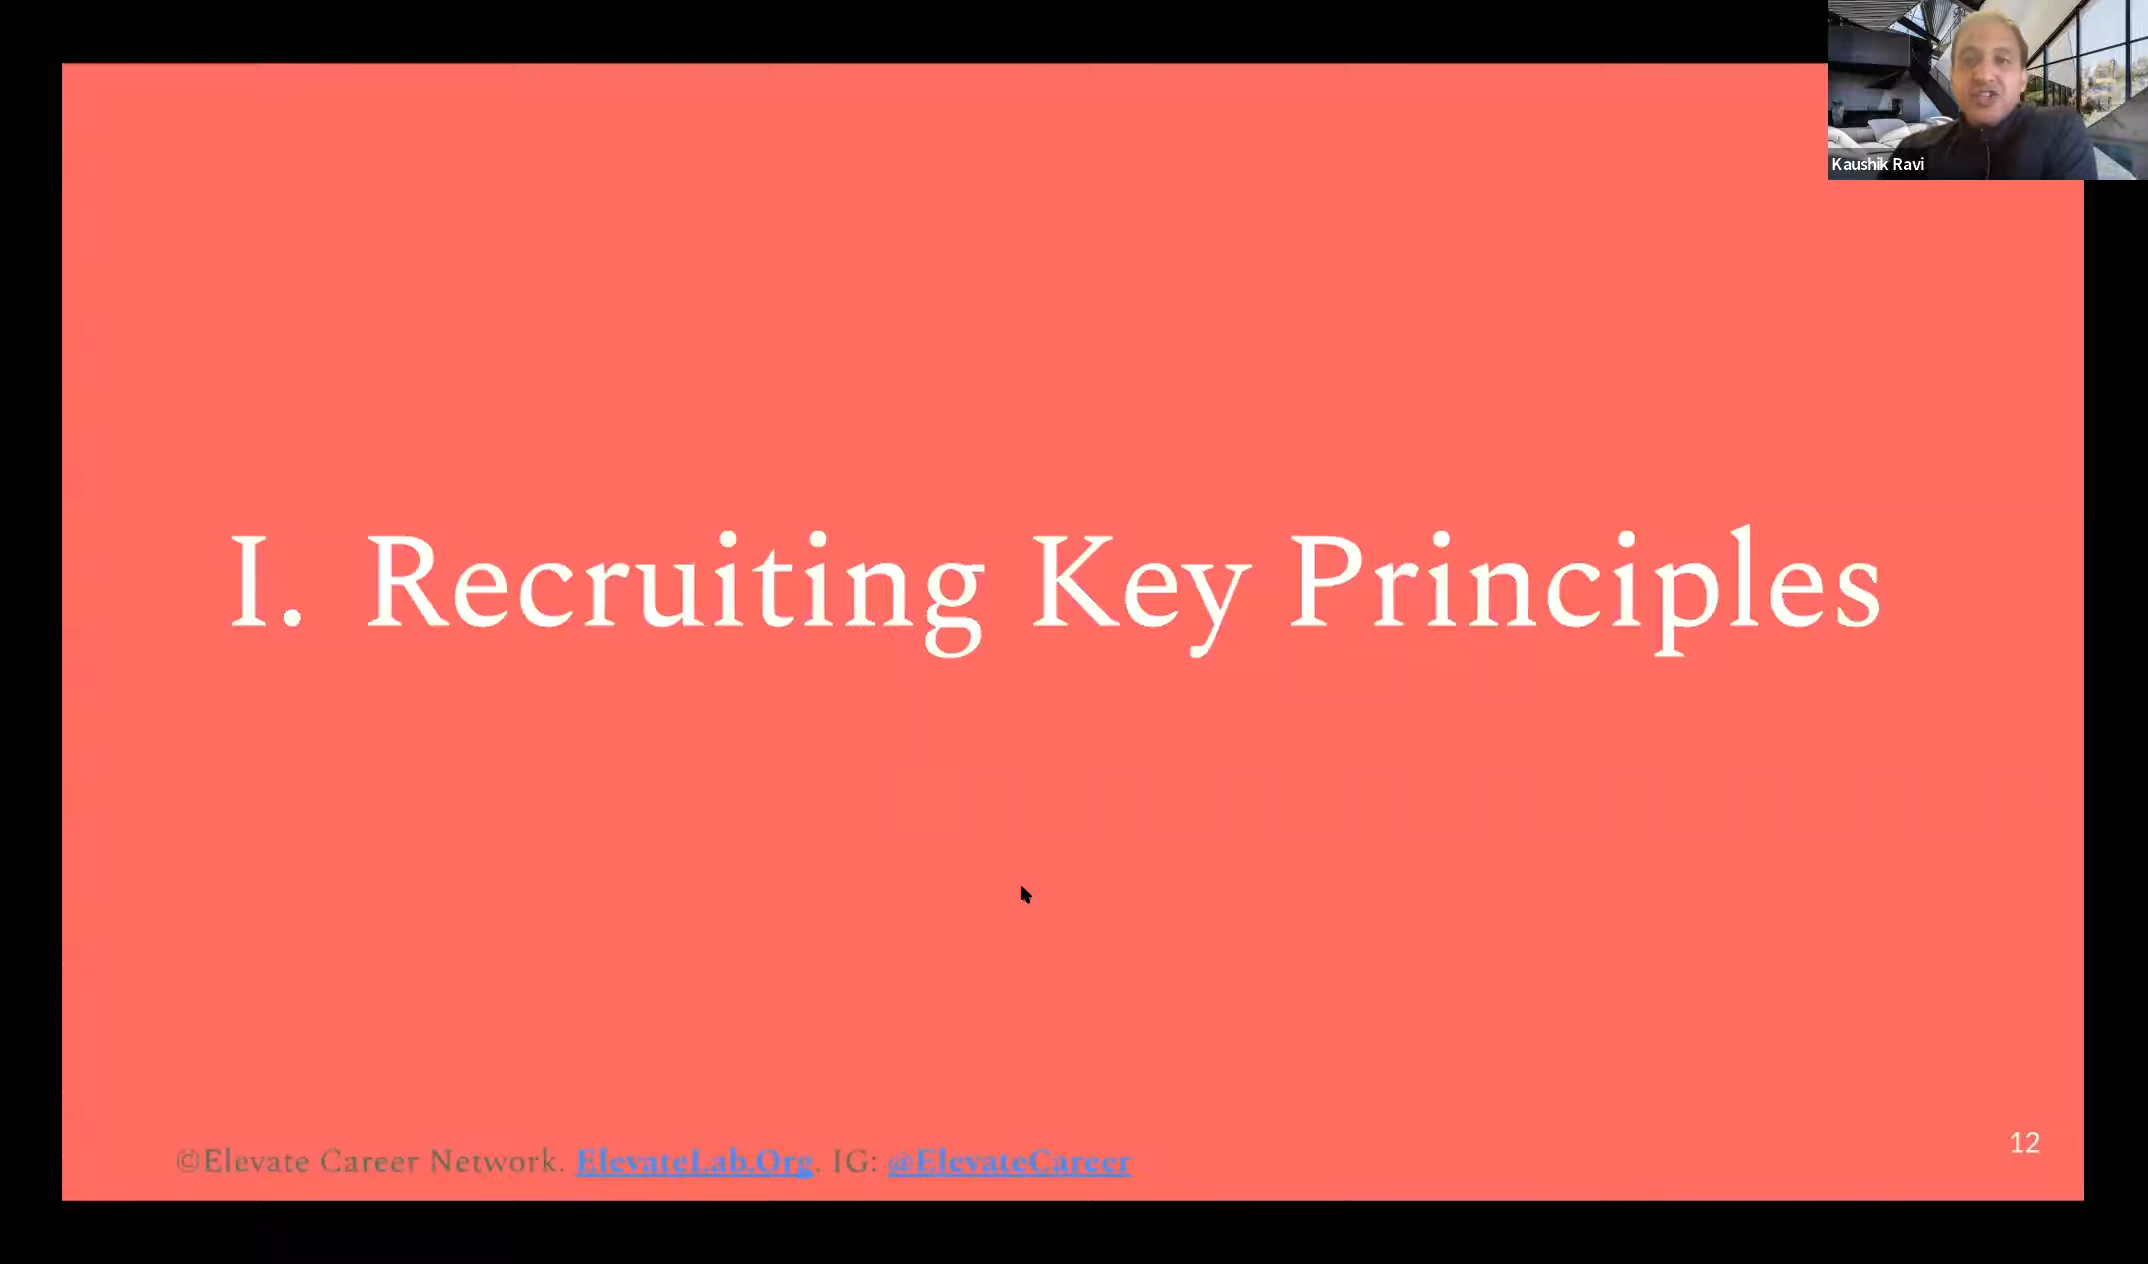 Kaushik Ravi
I. Recruiting Key Principles
12
©Elevate Career Network. ElevateLab.Org. IG: @ElevateCareer